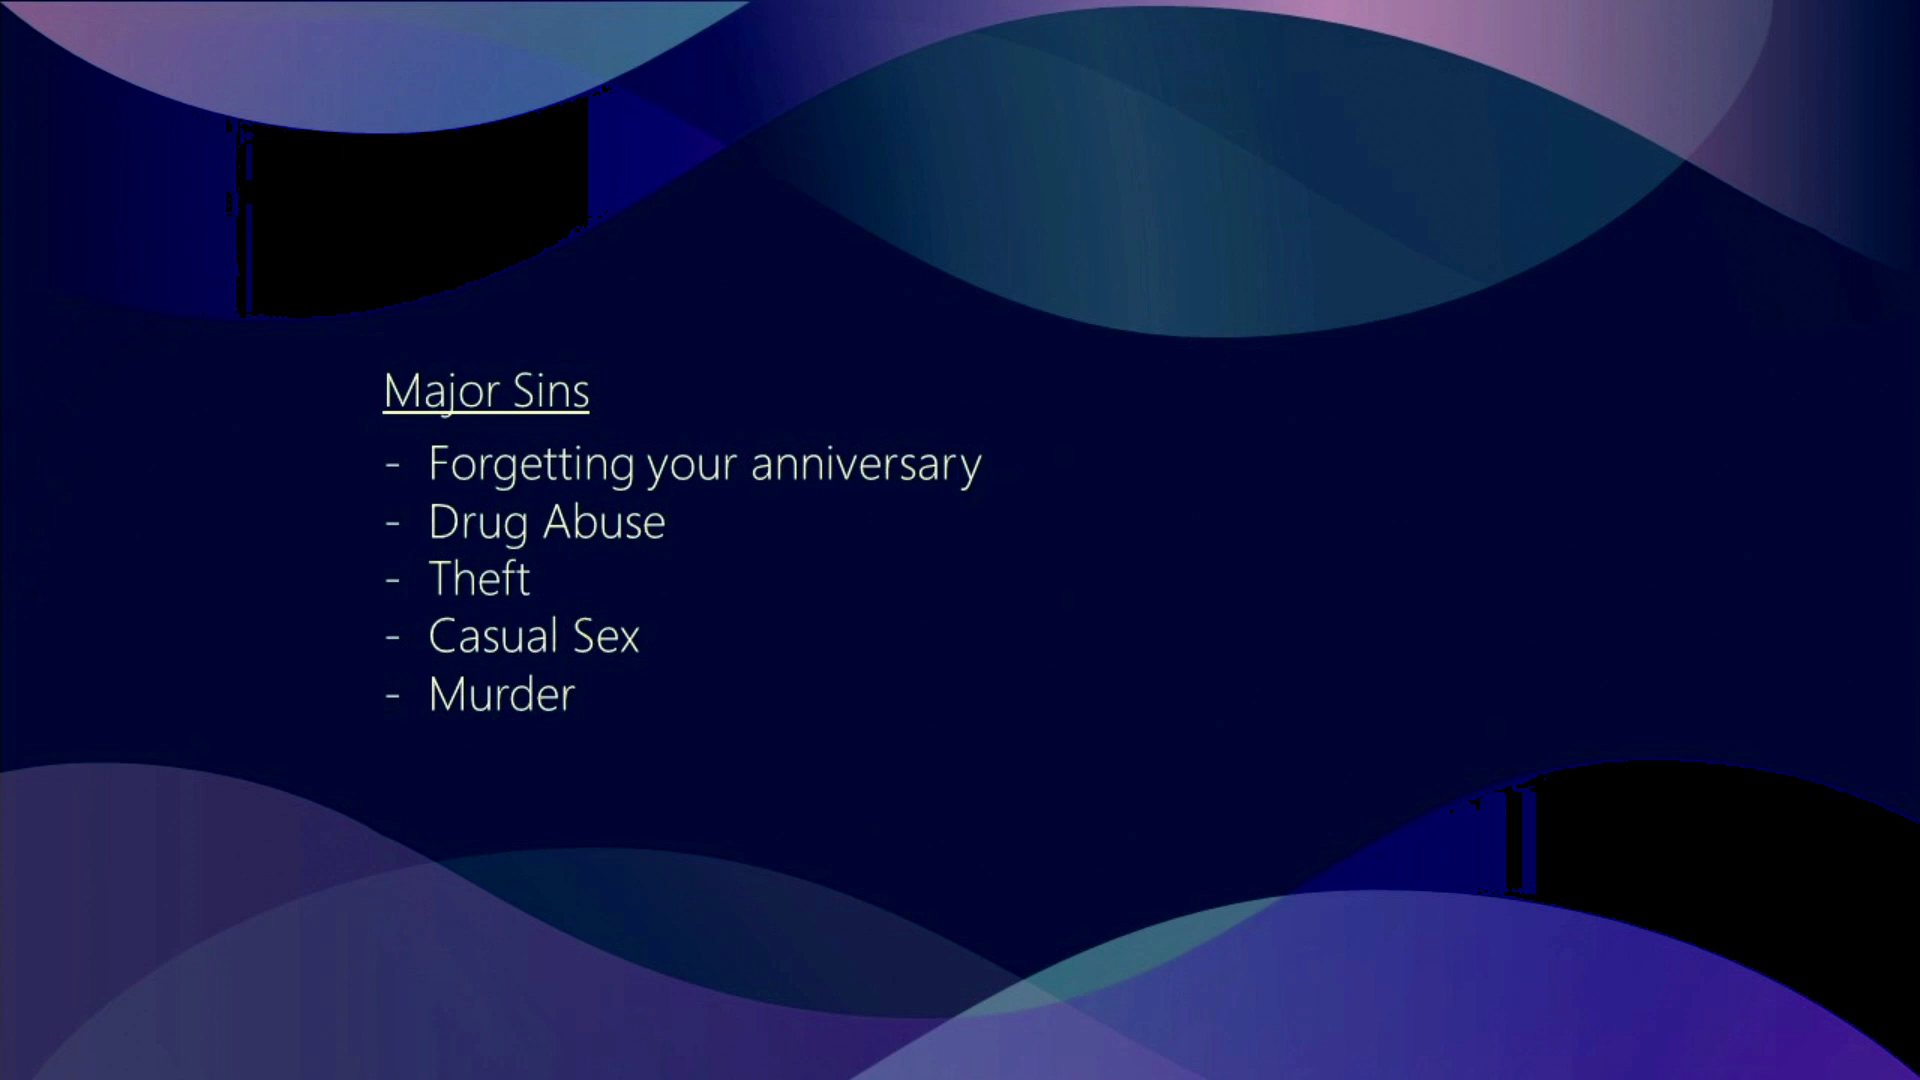 Major Sins
- Forgetting your anniversary
- Drug Abuse
- Theft
- Casual Sex
- Murder